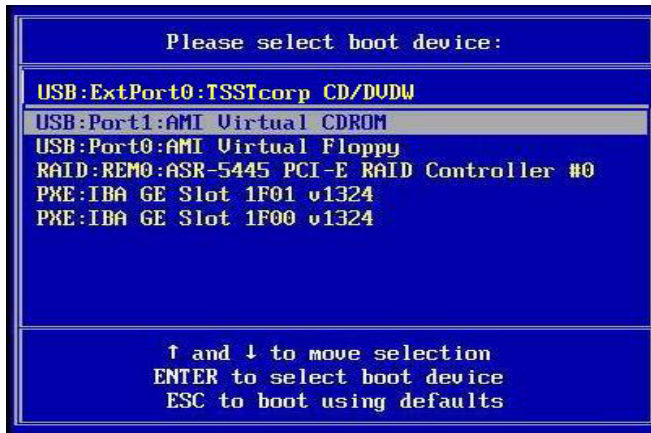 Please select boot device:
USB:ExtPort0:TSSTcorp CD/DVDW
USB:Port1:AMI Virtual CDROM
USB:Port0:AMI Virtual Floppy
RAID:REM0:ASR-5445 PCI-E RAID Controller #0
PXE:IBA GE Slot 1F01 v1324
PXE:IBA GE Slot 1F00 v1324
↑ and ↓ to move selection
ENTER to select boot device
ESC to boot using defaults